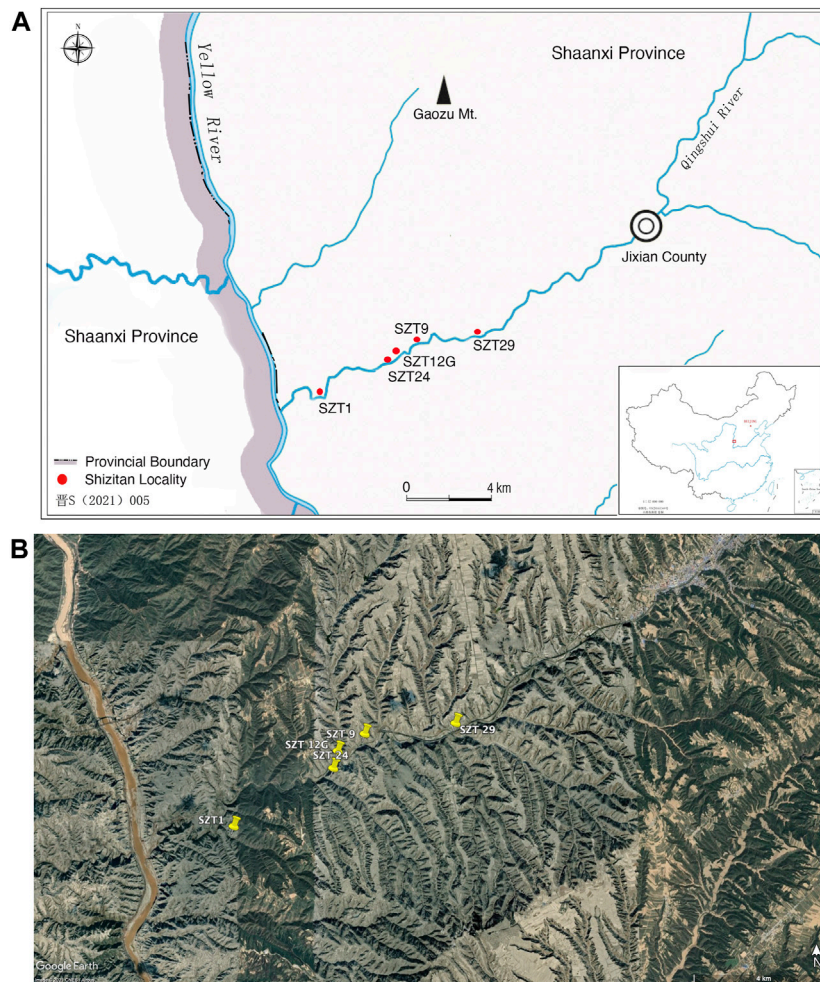 A
N
Yellow River
Shaanxi Province
Gaozu Mt.
Qingshui River
Jixian County
Shaanxi Province
SZT9
SZT29
SZT12G
SZT24
SZT1
Provincial Boundary
Shizitan Locality
晋S（2021）005
0 4 km
B
SZT 9
SZT 29
SZT 12G
SZT 24
SZT1
Google Earth
4 km
N